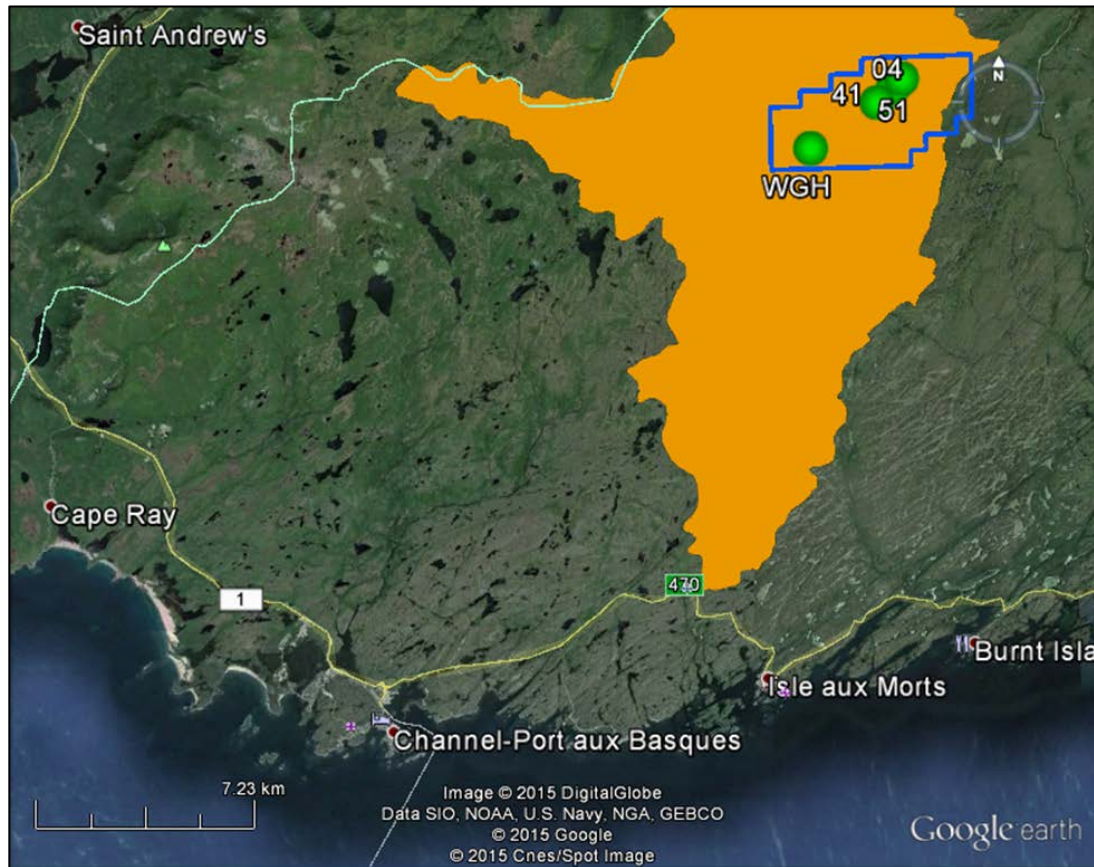 Saint Andrew's
04
N
41
51
WGH
Cape Ray
470
1
Burnt Isla
Isle aux Morts
Channel-Port aux Basques
7.23 km
Image © 2015 DigitalGlobe
Data SIO, NOAA, U.S. Navy, NGA, GEBCO
© 2015 Google
© 2015 Cnes/Spot Image
Google earth